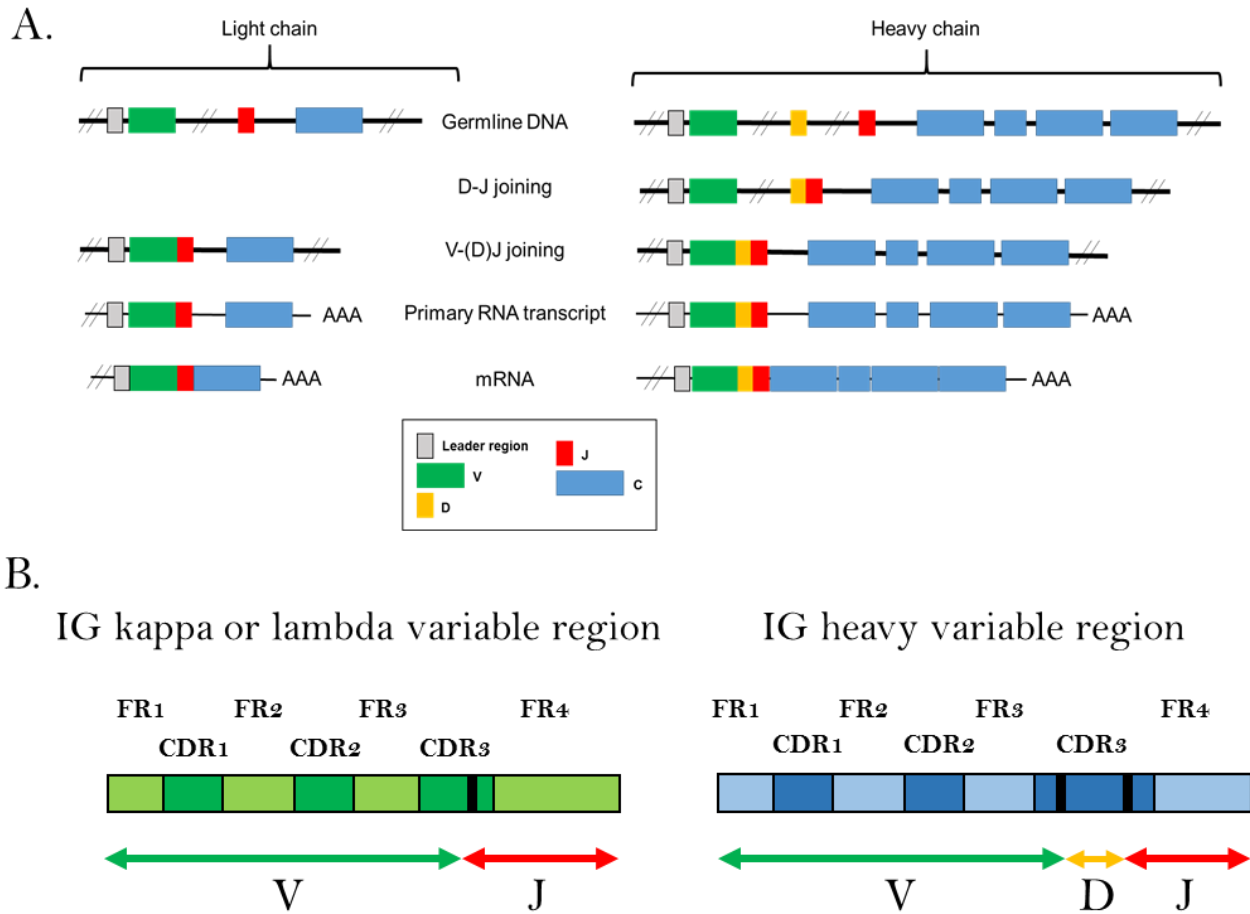 A.
Light chain
Heavy chain
Germline DNA
D-J joining
V-(D)J joining
Primary RNA transcript
AAA
AAA
mRNA
AAA
AAA
Leader region
V
D
J
C
B.
IG kappa or lambda variable region
IG heavy variable region
FR1 FR2 FR3 FR4
CDR1 CDR2 CDR3
V J
FR1 FR2 FR3 FR4
CDR1 CDR2 CDR3
V D J